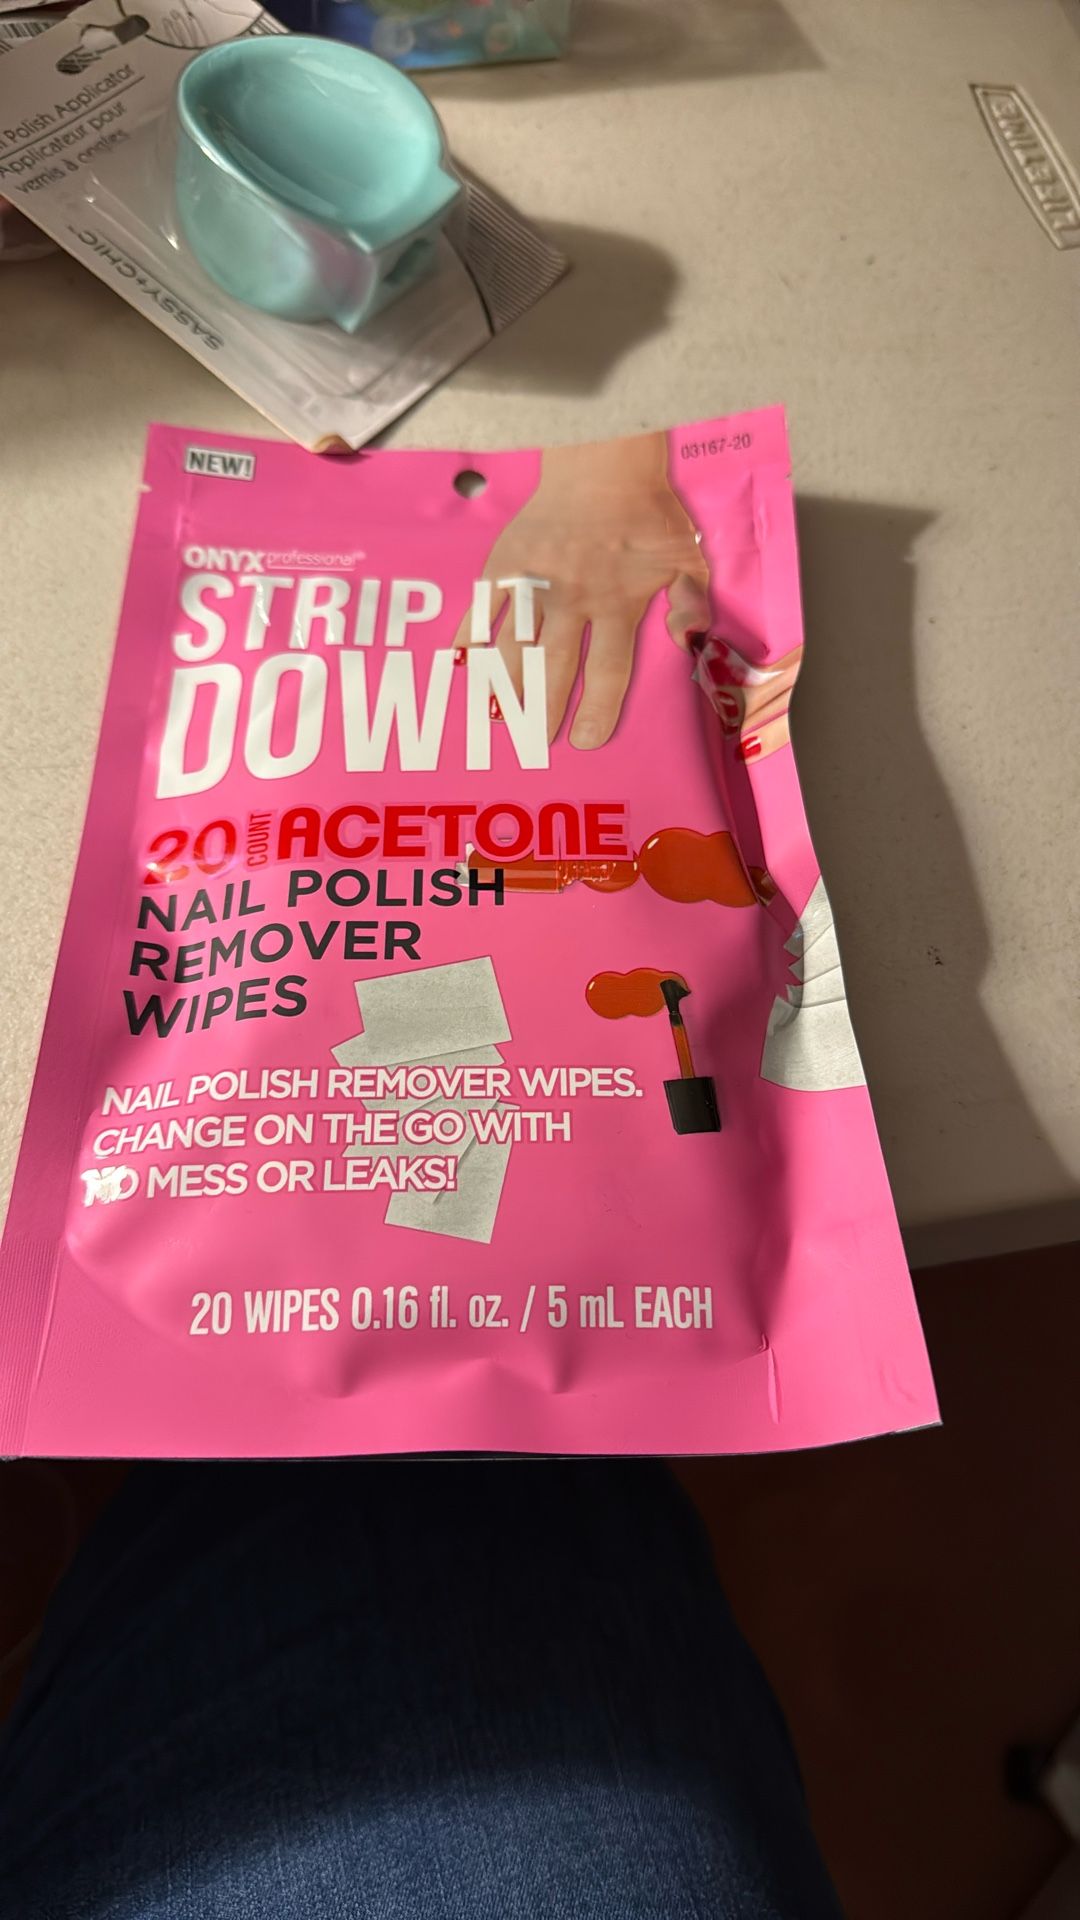 Polish Applicator
Applicateur pour
vernis à ongles
SASSY+CHIC™
LIFETIME
NEW!
03167-20
ONYX professional®
STRIP IT
DOWN
20 COUNT ACETONE
NAIL POLISH
REMOVER
WIPES
NAIL POLISH REMOVER WIPES.
CHANGE ON THE GO WITH
NO MESS OR LEAKS!
20 WIPES 0.16 fl. oz. / 5 mL EACH